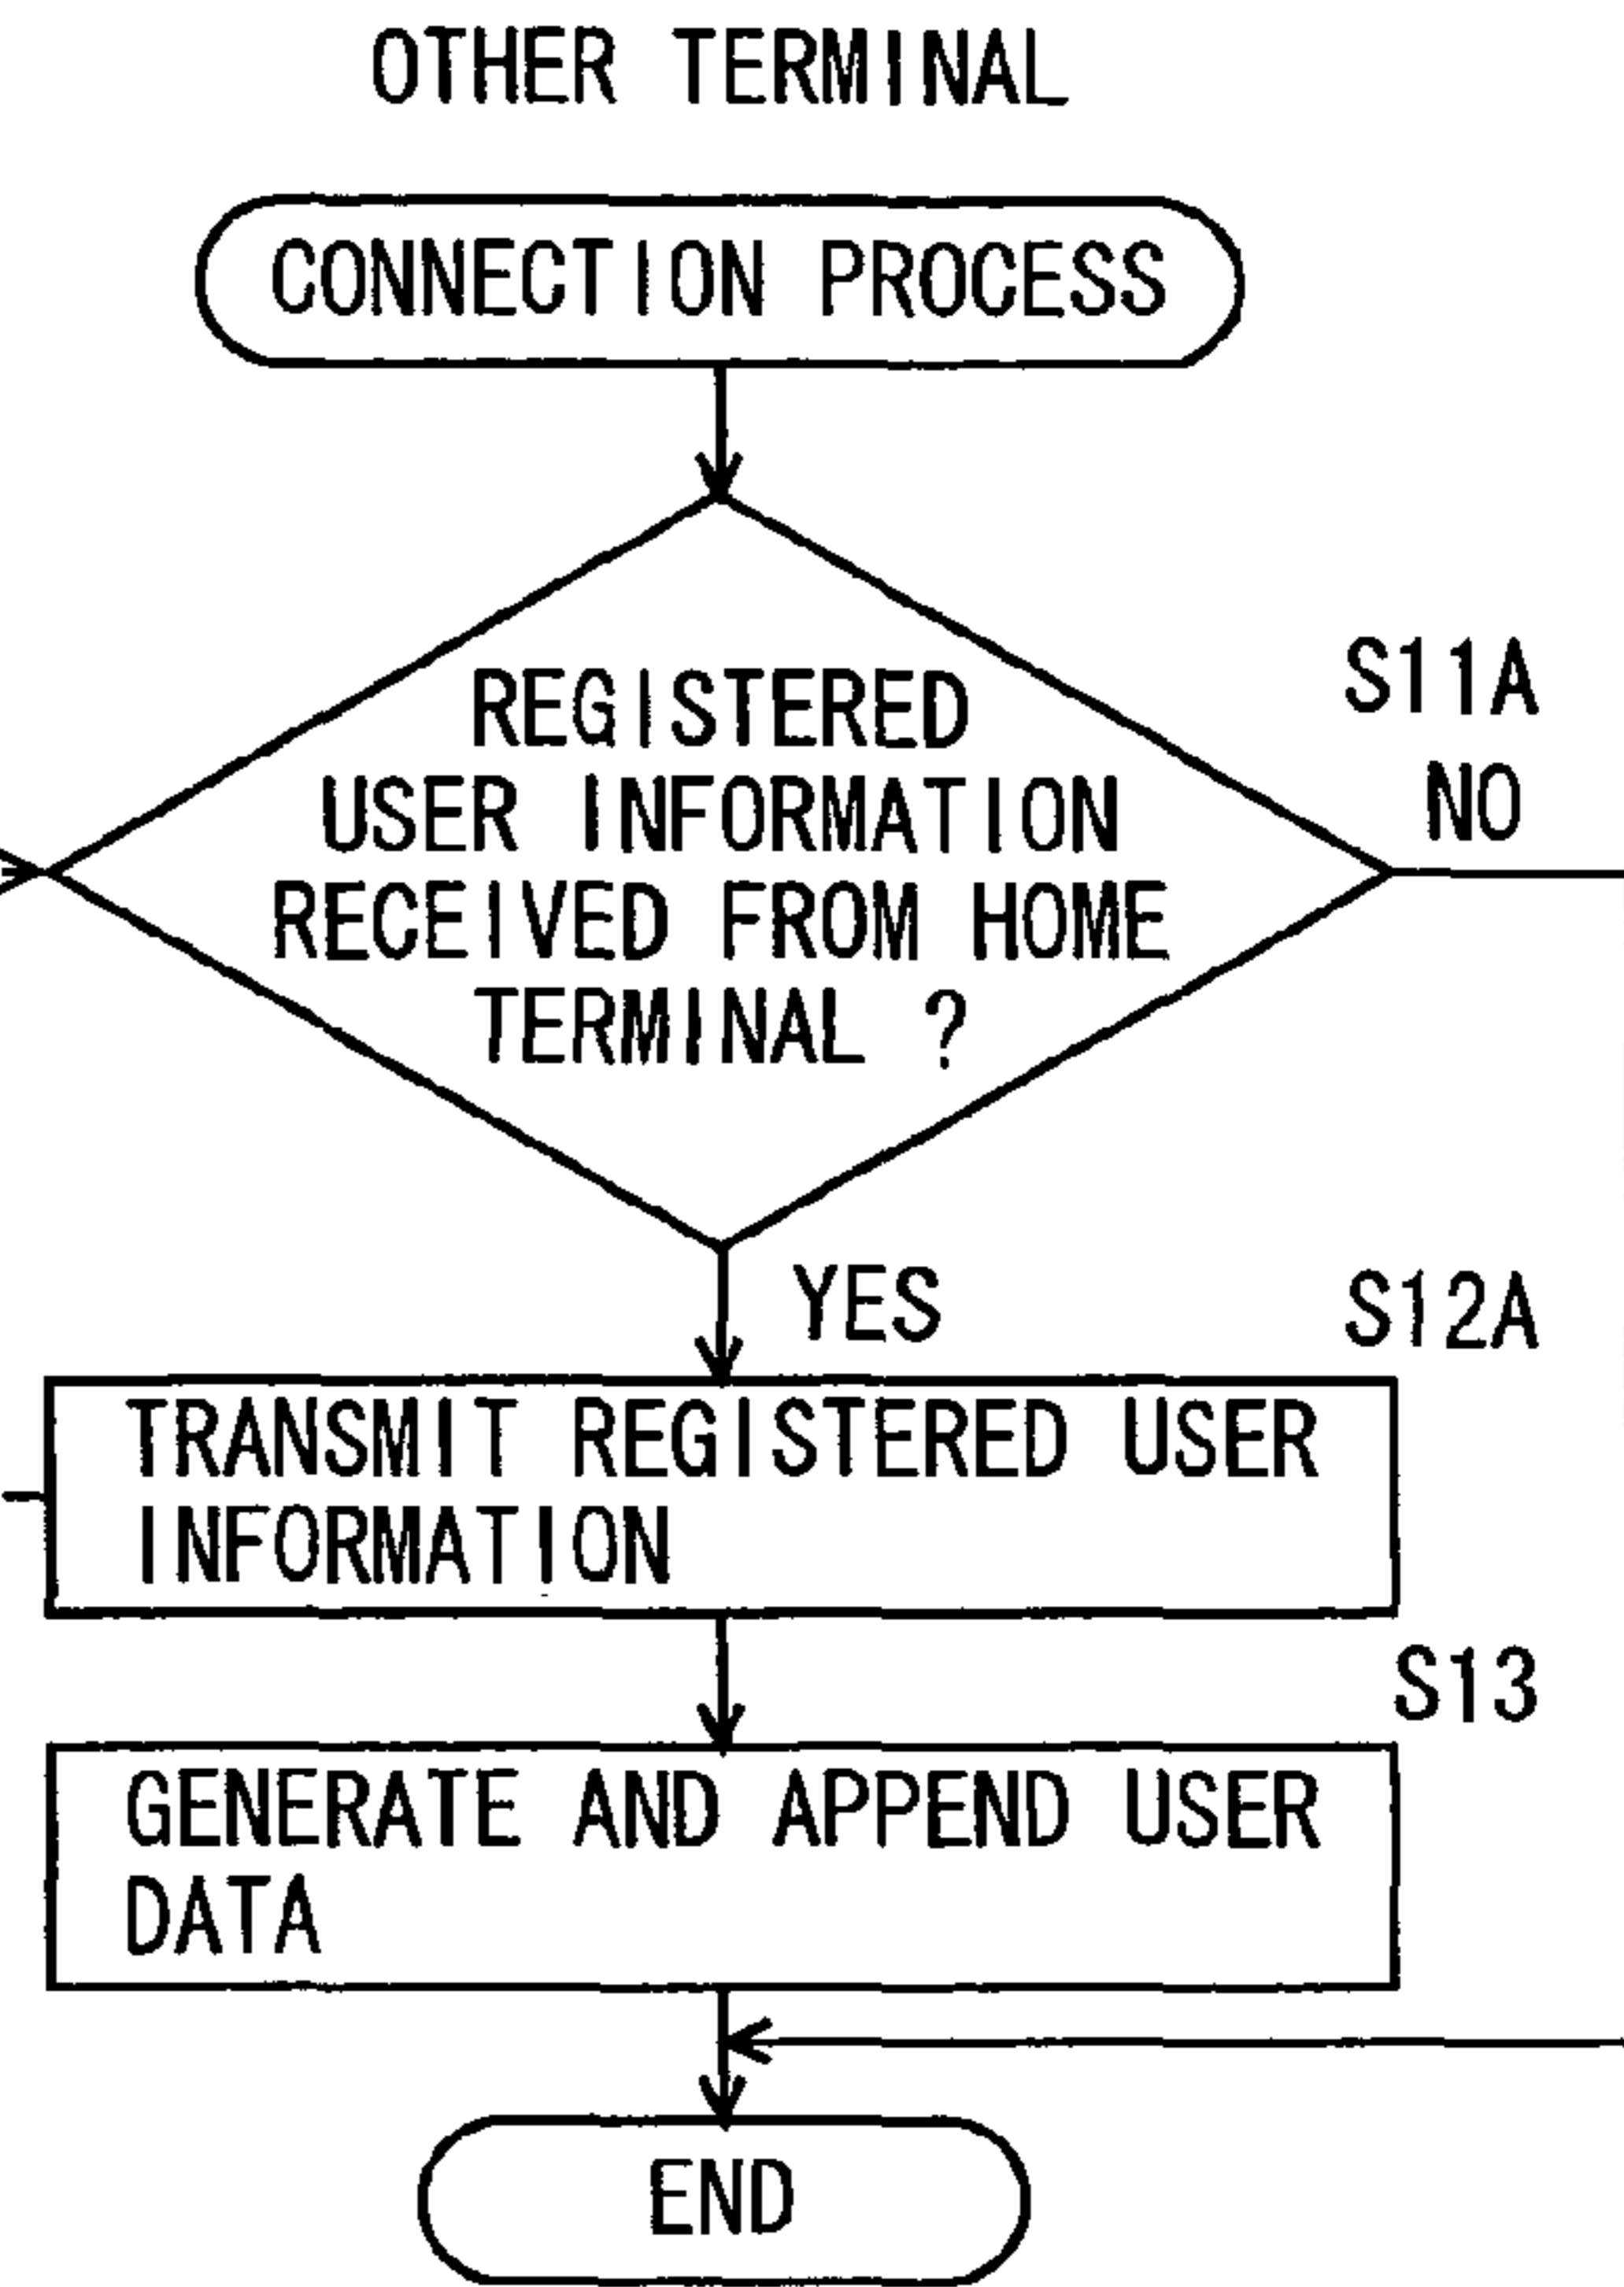 OTHER TERMINAL
CONNECTION PROCESS
S11A
REGISTERED
NO
USER INFORMATION
RECEIVED FROM HOME
TERMINAL ?
YES
S12A
TRANSMIT REGISTERED USER
INFORMATION
S13
GENERATE AND APPEND USER
DATA
END